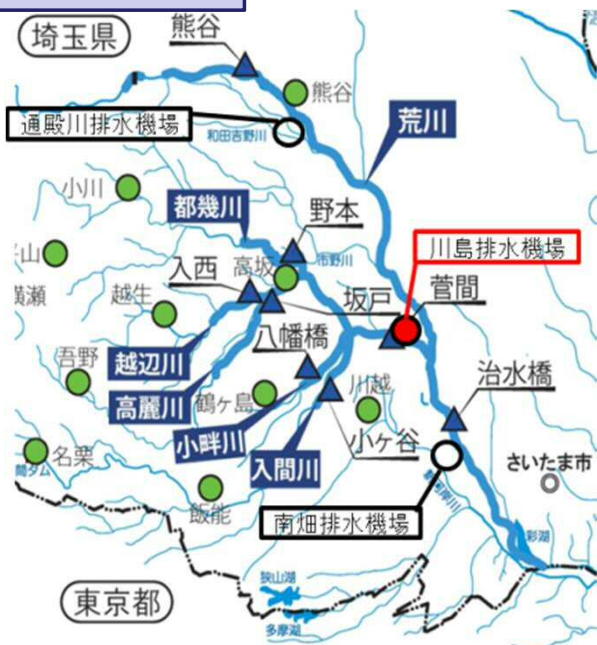 埼玉県
熊谷
熊谷
通殿川排水機場
和田吉野川
荒川
小川
都幾川
野本
市野川
川島排水機場
入西
高坂
坂戸
菅間
横瀬
越生
越辺川
八幡橋
治水橋
吾野
高麗川
鶴ヶ島
川越
小畔川
小ヶ谷
入間川
さいたま市
名栗
間ダム
飯能
南畑排水機場
彩湖
狭山湖
東京都
多摩湖